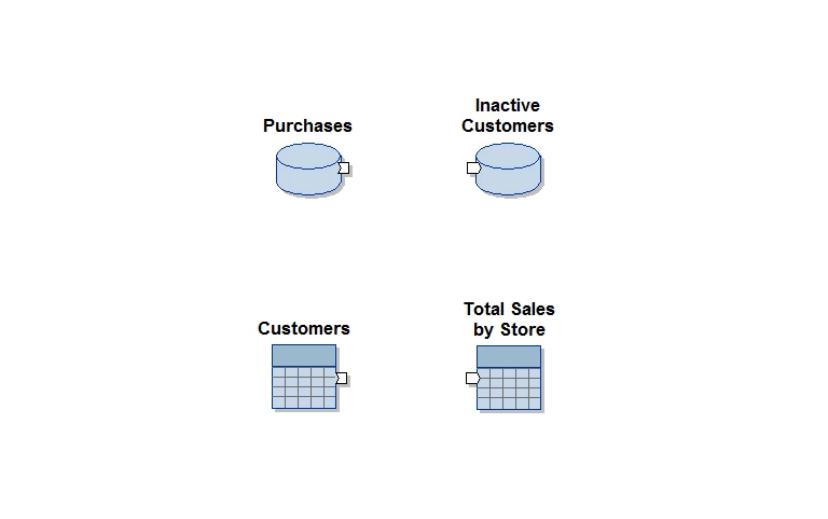 Purchases
Inactive
Customers
Customers
Total Sales
by Store